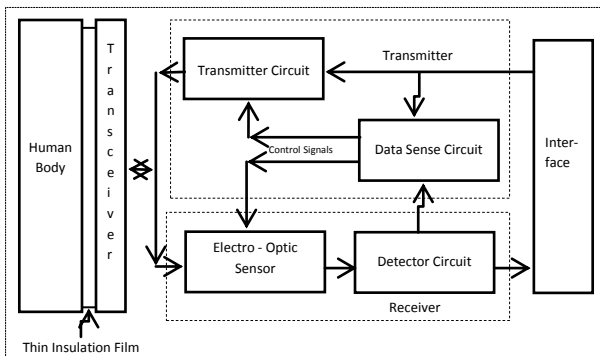 Human
Body
Transceiver
Transmitter Circuit
Transmitter
Control Signals
Data Sense Circuit
Inter-
face
Electro - Optic
Sensor
Detector Circuit
Receiver
Thin Insulation Film